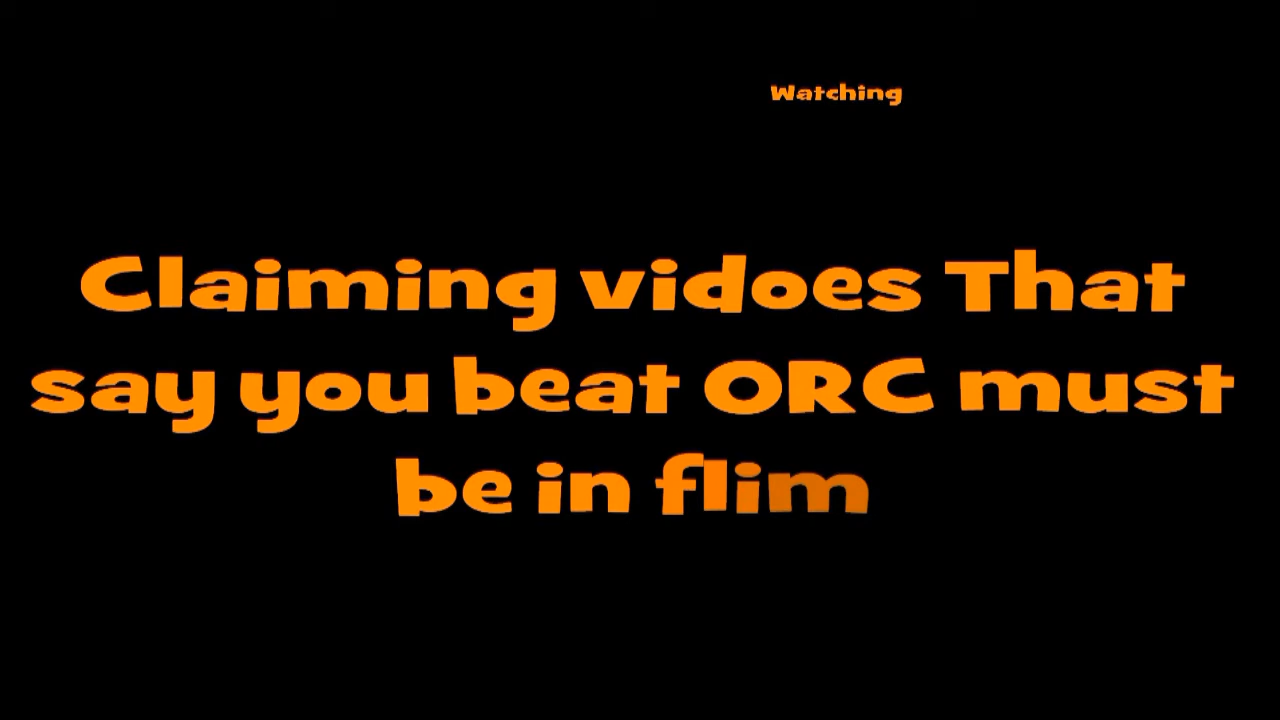 Watching
Claiming vidoes That
say you beat ORC must
be in flim